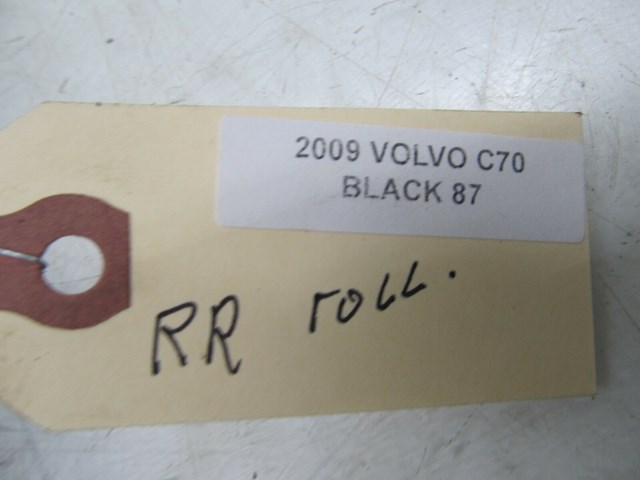 2009 VOLVO C70
BLACK 87
RR roll.